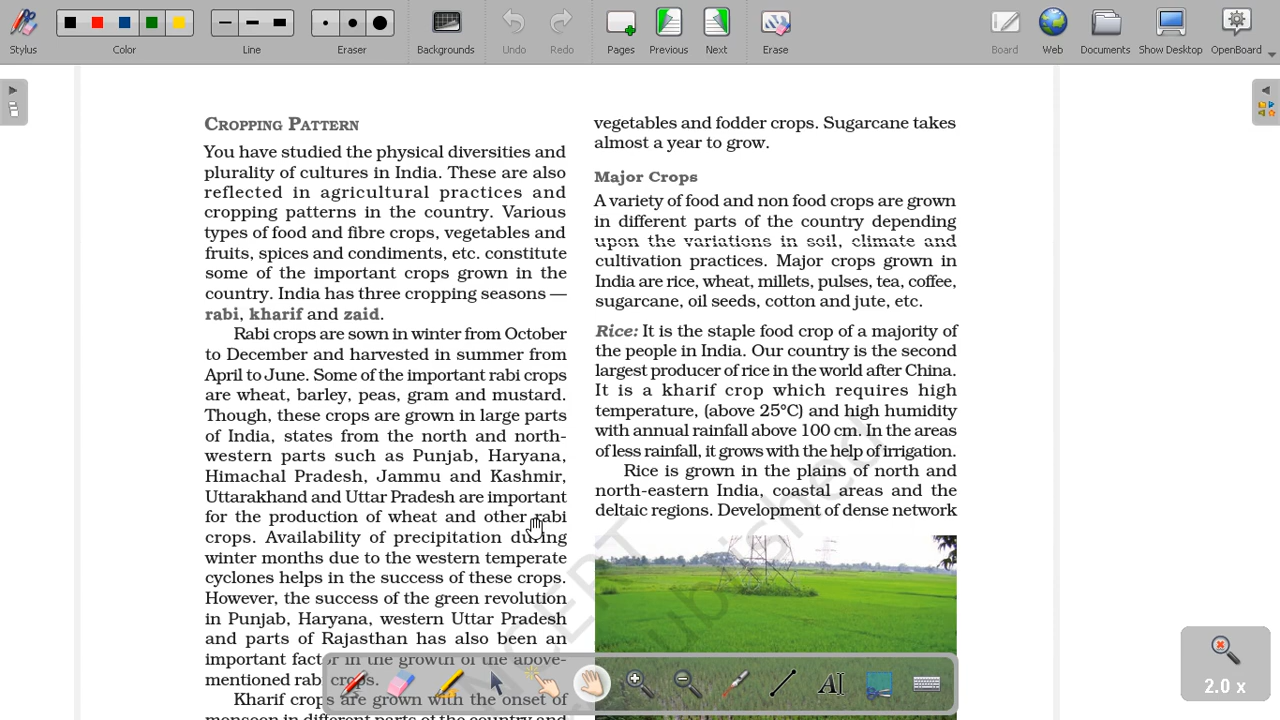 Stylus
Color
Line
Eraser
Backgrounds
Undo
Redo
Pages
Previous
Next
Erase
Board
Web
Documents
Show Desktop
OpenBoard
CROPPING PATTERN
You have studied the physical diversities and
plurality of cultures in India. These are also
reflected in agricultural practices and
cropping patterns in the country. Various
types of food and fibre crops, vegetables and
fruits, spices and condiments, etc. constitute
some of the important crops grown in the
country. India has three cropping seasons —
rabi, kharif and zaid.
Rabi crops are sown in winter from October
to December and harvested in summer from
April to June. Some of the important rabi crops
are wheat, barley, peas, gram and mustard.
Though, these crops are grown in large parts
of India, states from the north and north-
western parts such as Punjab, Haryana,
Himachal Pradesh, Jammu and Kashmir,
Uttarakhand and Uttar Pradesh are important
for the production of wheat and other rabi
crops. Availability of precipitation during
winter months due to the western temperate
cyclones helps in the success of these crops.
However, the success of the green revolution
in Punjab, Haryana, western Uttar Pradesh
and parts of Rajasthan has also been an
important factor in the growth of the above-
mentioned rabi crops.
Kharif crops are grown with the onset of
monsoon in different parts of the country and
vegetables and fodder crops. Sugarcane takes
almost a year to grow.
Major Crops
A variety of food and non food crops are grown
in different parts of the country depending
upon the variations in soil, climate and
cultivation practices. Major crops grown in
India are rice, wheat, millets, pulses, tea, coffee,
sugarcane, oil seeds, cotton and jute, etc.
Rice: It is the staple food crop of a majority of
the people in India. Our country is the second
largest producer of rice in the world after China.
It is a kharif crop which requires high
temperature, (above 25°C) and high humidity
with annual rainfall above 100 cm. In the areas
of less rainfall, it grows with the help of irrigation.
Rice is grown in the plains of north and
north-eastern India, coastal areas and the
deltaic regions. Development of dense network
NCERT
published
AI
2.0 x